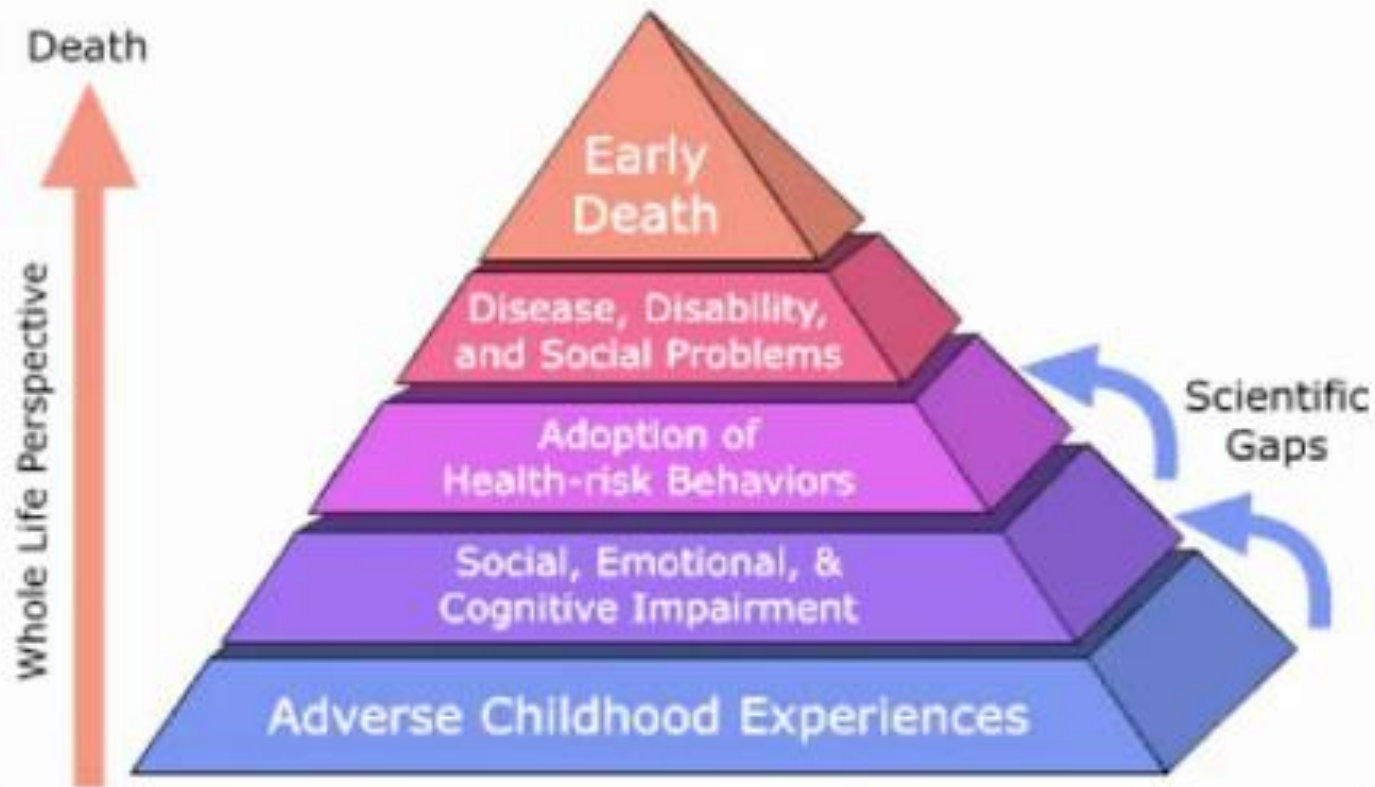 Death
Whole Life Perspective
Early
Death
Disease, Disability,
and Social Problems
Adoption of
Health-risk Behaviors
Social, Emotional, &
Cognitive Impairment
Adverse Childhood Experiences
Scientific
Gaps